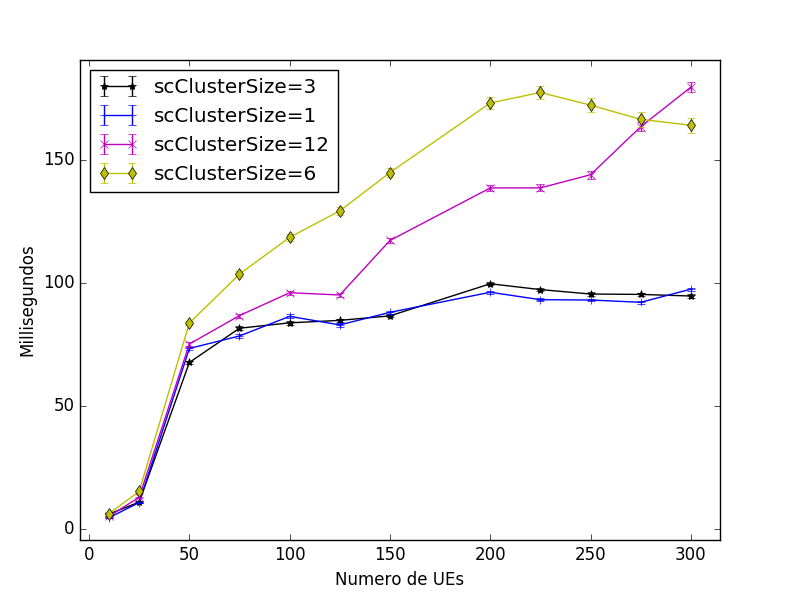 scClusterSize=3
scClusterSize=1
scClusterSize=12
scClusterSize=6
150
100
50
0
Millisegundos
0 50 100 150 200 250 300
Numero de UEs